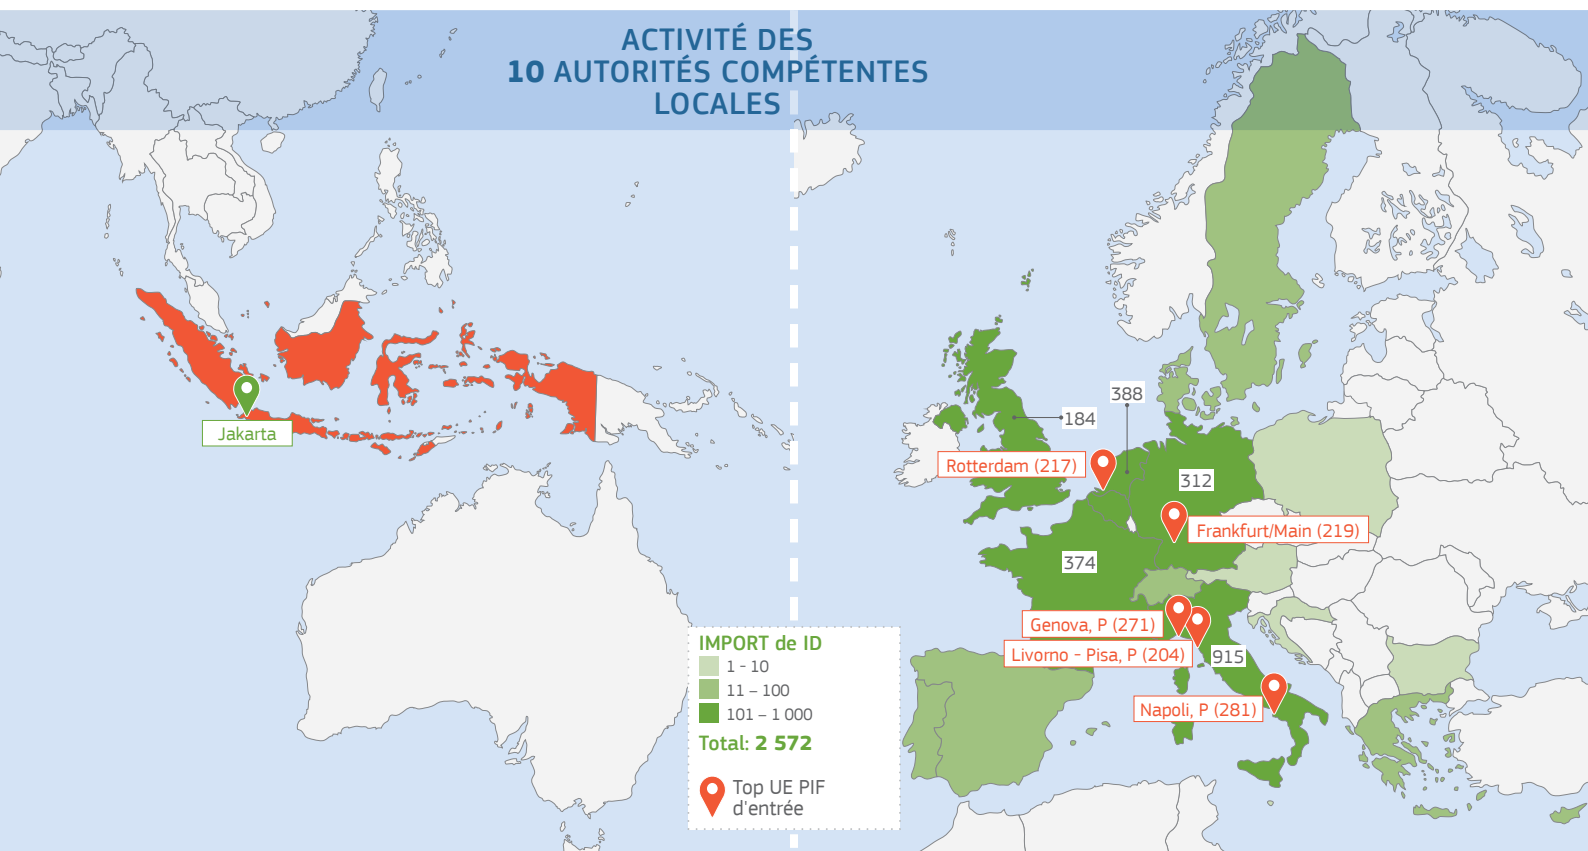 ACTIVITÉ DES
10 AUTORITÉS COMPÉTENTES
LOCALES
Jakarta
388
184
Rotterdam (217)
312
Frankfurt/Main (219)
374
Genova, P (271)
Livorno - Pisa, P (204)
915
Napoli, P (281)
IMPORT de ID
1 - 10
11 – 100
101 – 1 000
Total: 2 572
Top UE PIF
d'entrée